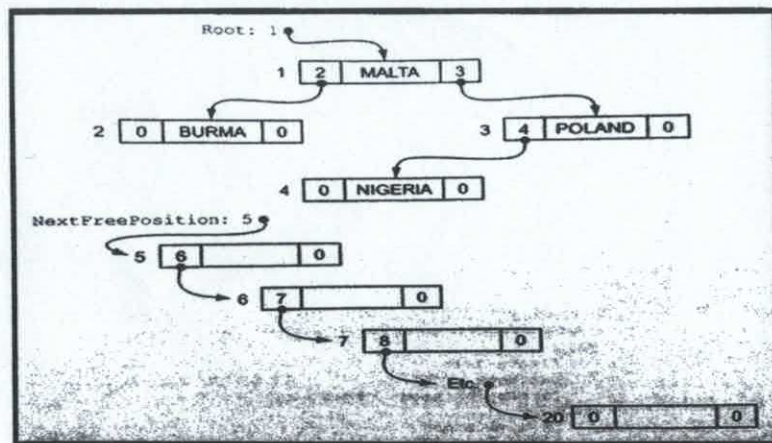 Root: 1
1 2 MALTA 3
2 0 BURMA 0
3 4 POLAND 0
4 0 NIGERIA 0
NextFreePosition: 5
5 6 0
6 7 0
7 8 0
Etc.
20 0 0